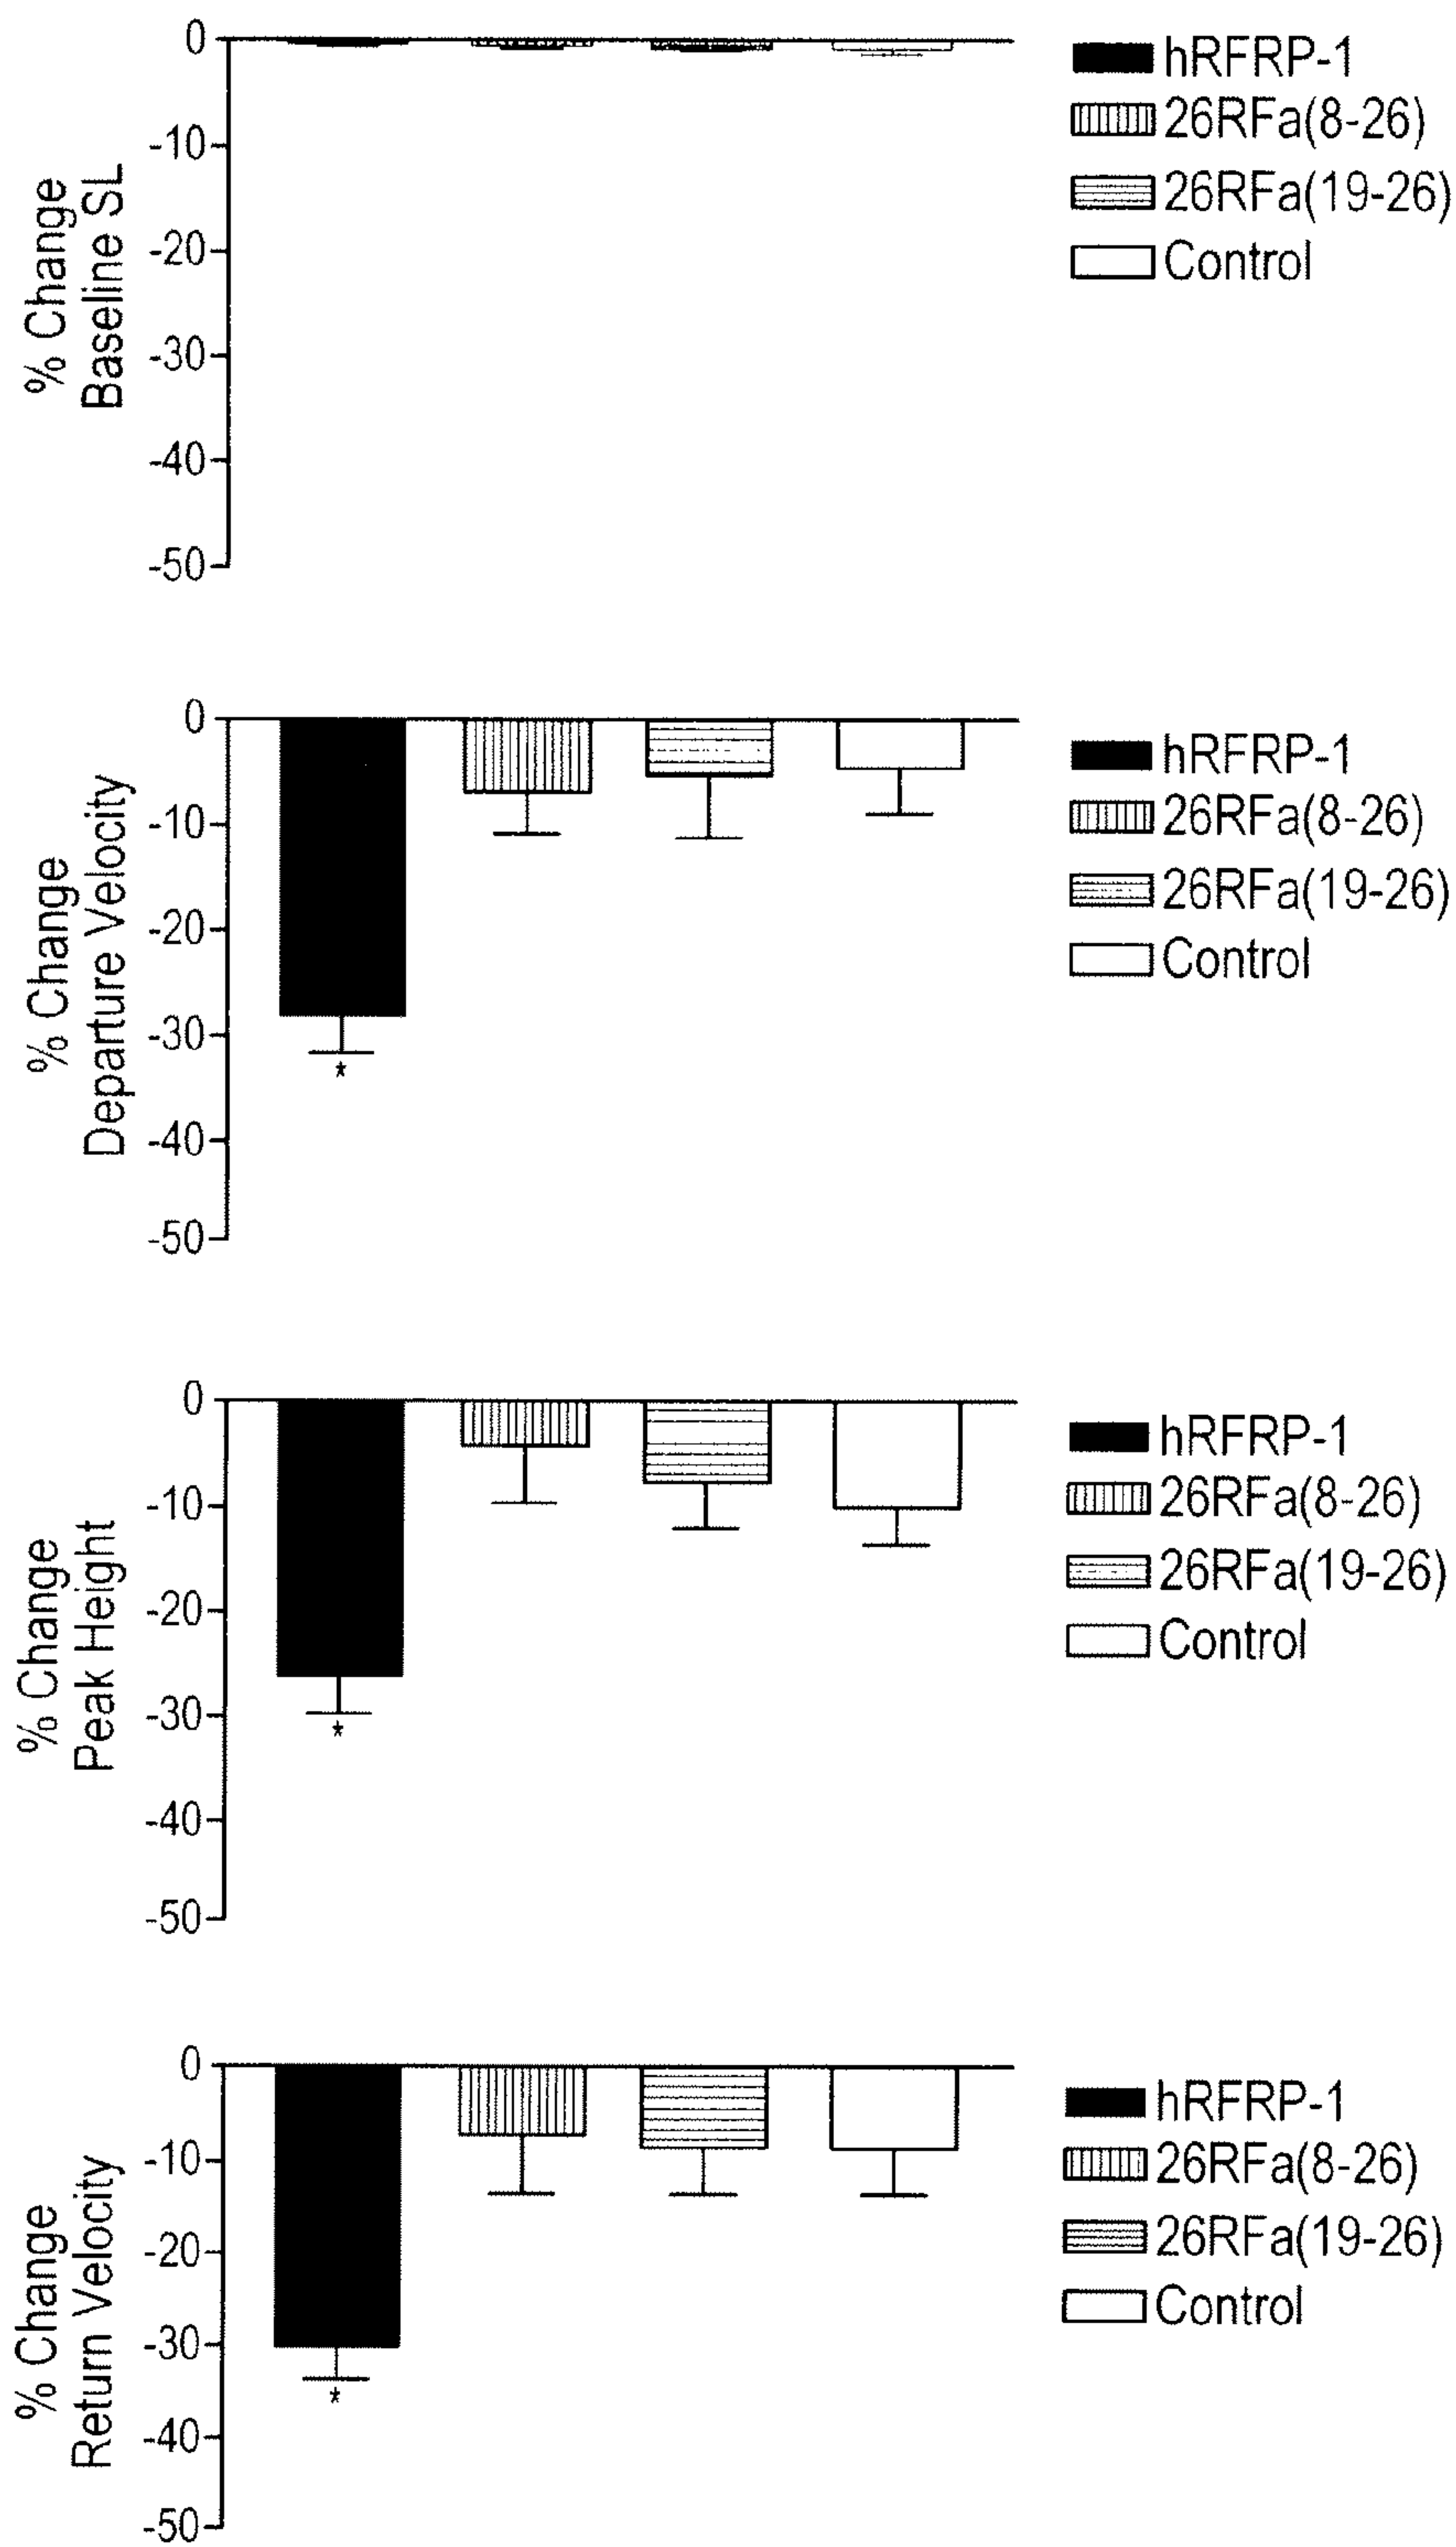 0
-10
-20
-30
-40
-50
% Change
Baseline SL
hRFRP-1
26RFa(8-26)
26RFa(19-26)
Control
0
-10
-20
-30
-40
-50
% Change
Departure Velocity
*
hRFRP-1
26RFa(8-26)
26RFa(19-26)
Control
0
-10
-20
-30
-40
-50
% Change
Peak Height
*
hRFRP-1
26RFa(8-26)
26RFa(19-26)
Control
0
-10
-20
-30
-40
-50
% Change
Return Velocity
*
hRFRP-1
26RFa(8-26)
26RFa(19-26)
Control